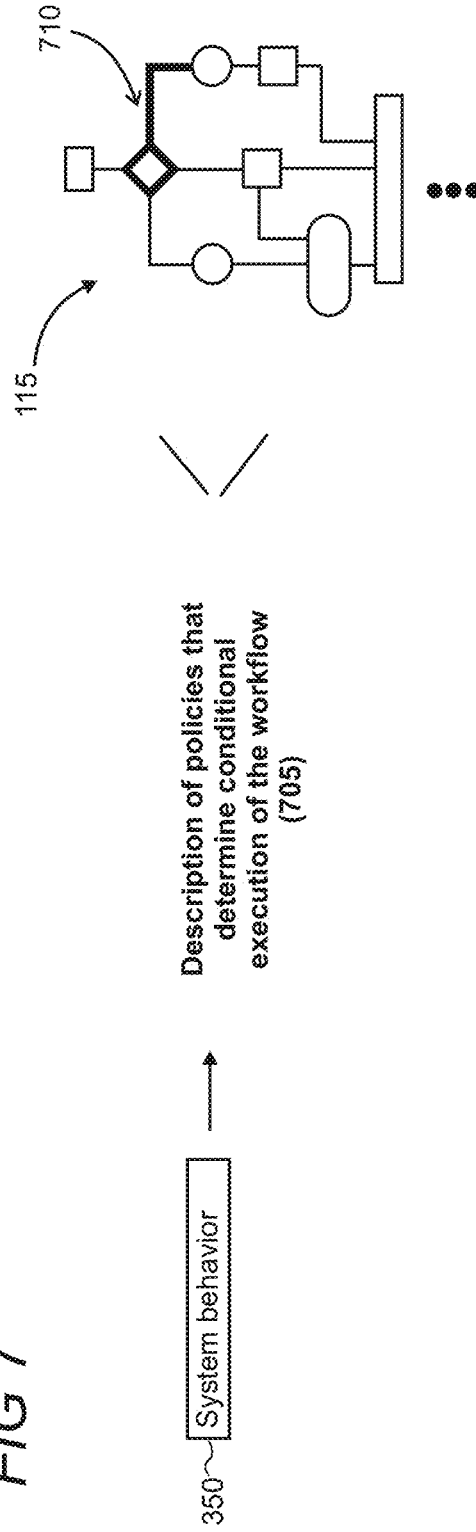 FIG 7
350
System behavior
Description of policies that
determine conditional
execution of the workflow
(705)
115
710